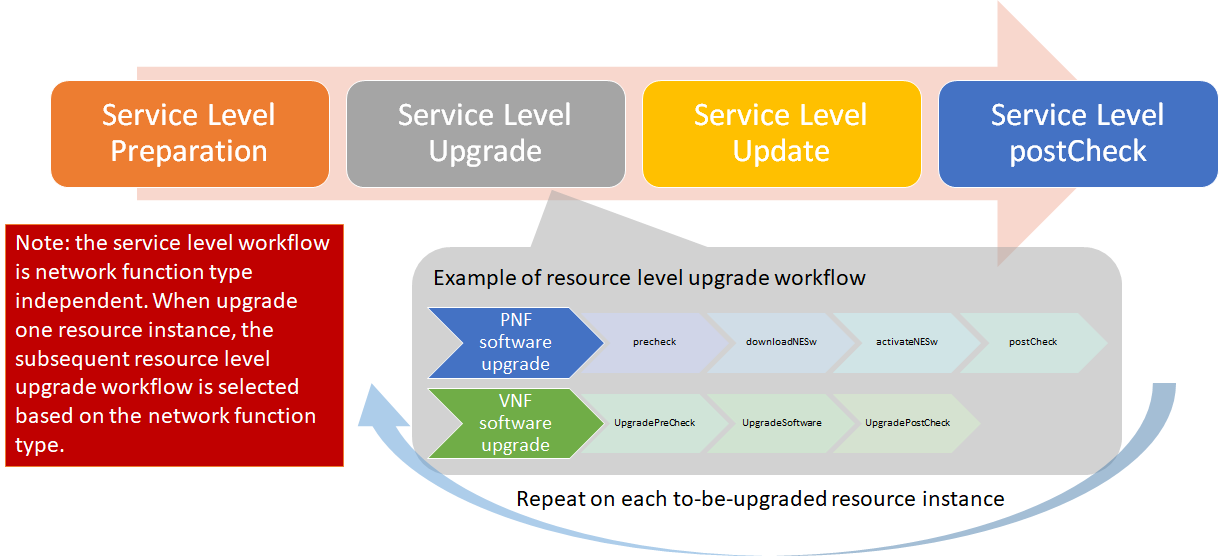 Service Level
Preparation
Service Level
Upgrade
Service Level
Update
Service Level
postCheck
Note: the service level workflow
is network function type
independent. When upgrade
one resource instance, the
subsequent resource level
upgrade workflow is selected
based on the network function
type.
Example of resource level upgrade workflow
PNF
software
upgrade
precheck
downloadNESw
activateNESw
postCheck
VNF
software
upgrade
UpgradePreCheck
UpgradeSoftware
UpgradePostCheck
Repeat on each to-be-upgraded resource instance